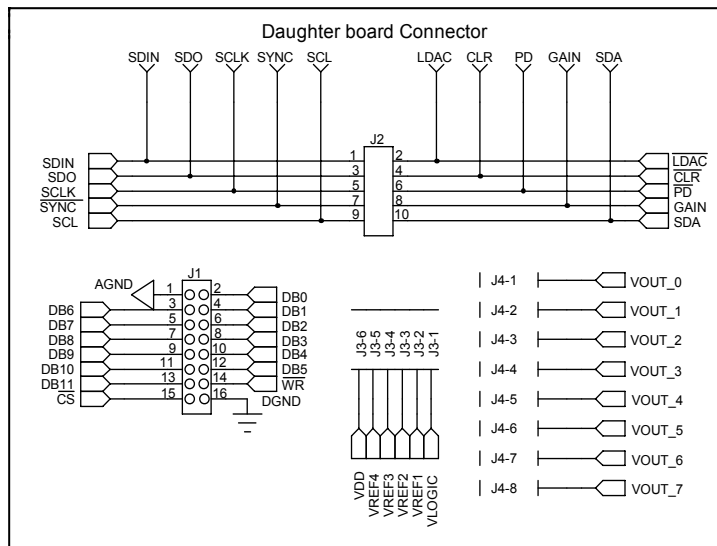 Daughter board Connector
SDIN SDO SCLK SYNC SCL LDAC CLR PD GAIN SDA
J2
SDIN 1 2 LDAC
SDO 3 4 CLR
SCLK 5 6 PD
SYNC 7 8 GAIN
SCL 9 10 SDA
J1
AGND 1 2 DB0
DB6 3 4 DB1
DB7 5 6 DB2
DB8 7 8 DB3
DB9 9 10 DB4
DB10 11 12 DB5
DB11 13 14 WR
CS 15 16 DGND
J3-6 J3-5 J3-4 J3-3 J3-2 J3-1
VDD VREF4 VREF3 VREF2 VREF1 VLOGIC
J4-1 VOUT_0
J4-2 VOUT_1
J4-3 VOUT_2
J4-4 VOUT_3
J4-5 VOUT_4
J4-6 VOUT_5
J4-7 VOUT_6
J4-8 VOUT_7